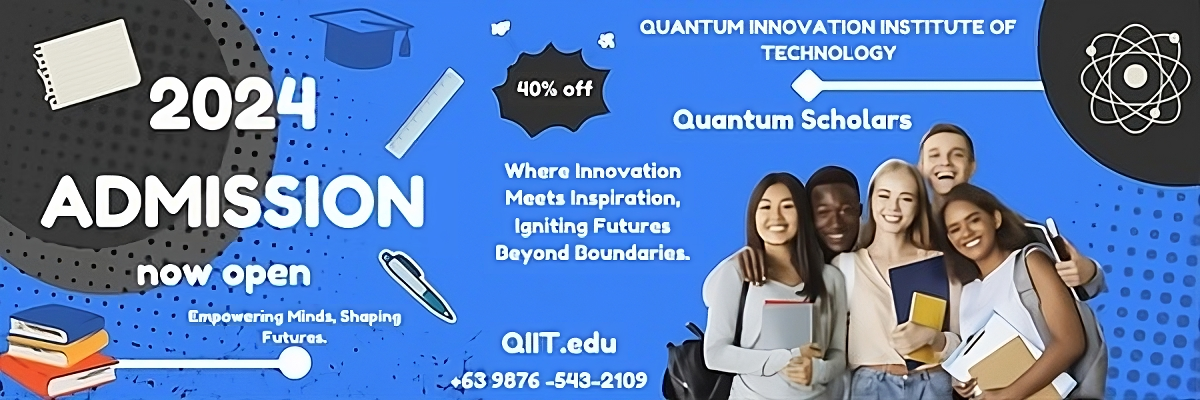 2024
ADMISSION
now open
Empowering Minds, Shaping
Futures.
40% off
Where Innovation
Meets Inspiration,
Igniting Futures
Beyond Boundaries.
QIIT.edu
+63 9876 -543-2109
QUANTUM INNOVATION INSTITUTE OF
TECHNOLOGY
Quantum Scholars